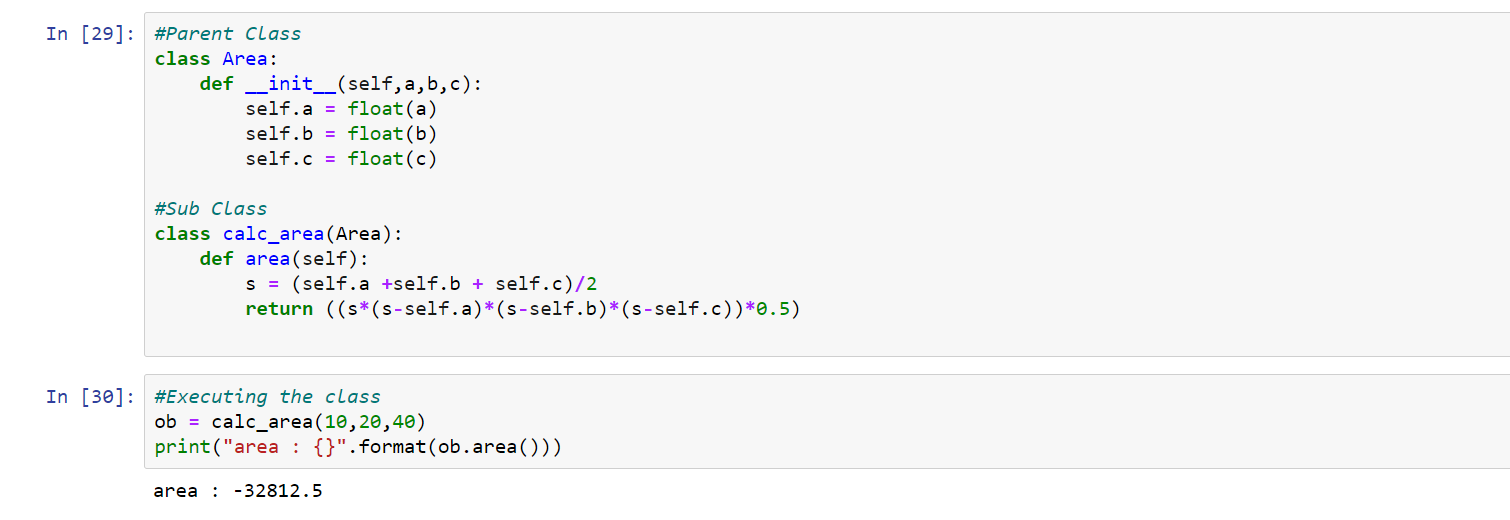 In [29]: #Parent Class
class Area:
    def __init__(self,a,b,c):
        self.a = float(a)
        self.b = float(b)
        self.c = float(c)
#Sub Class
class calc_area(Area):
    def area(self):
        s = (self.a +self.b + self.c)/2
        return ((s*(s-self.a)*(s-self.b)*(s-self.c))*0.5)
In [30]: #Executing the class
ob = calc_area(10,20,40)
print("area : {}".format(ob.area()))
area : -32812.5